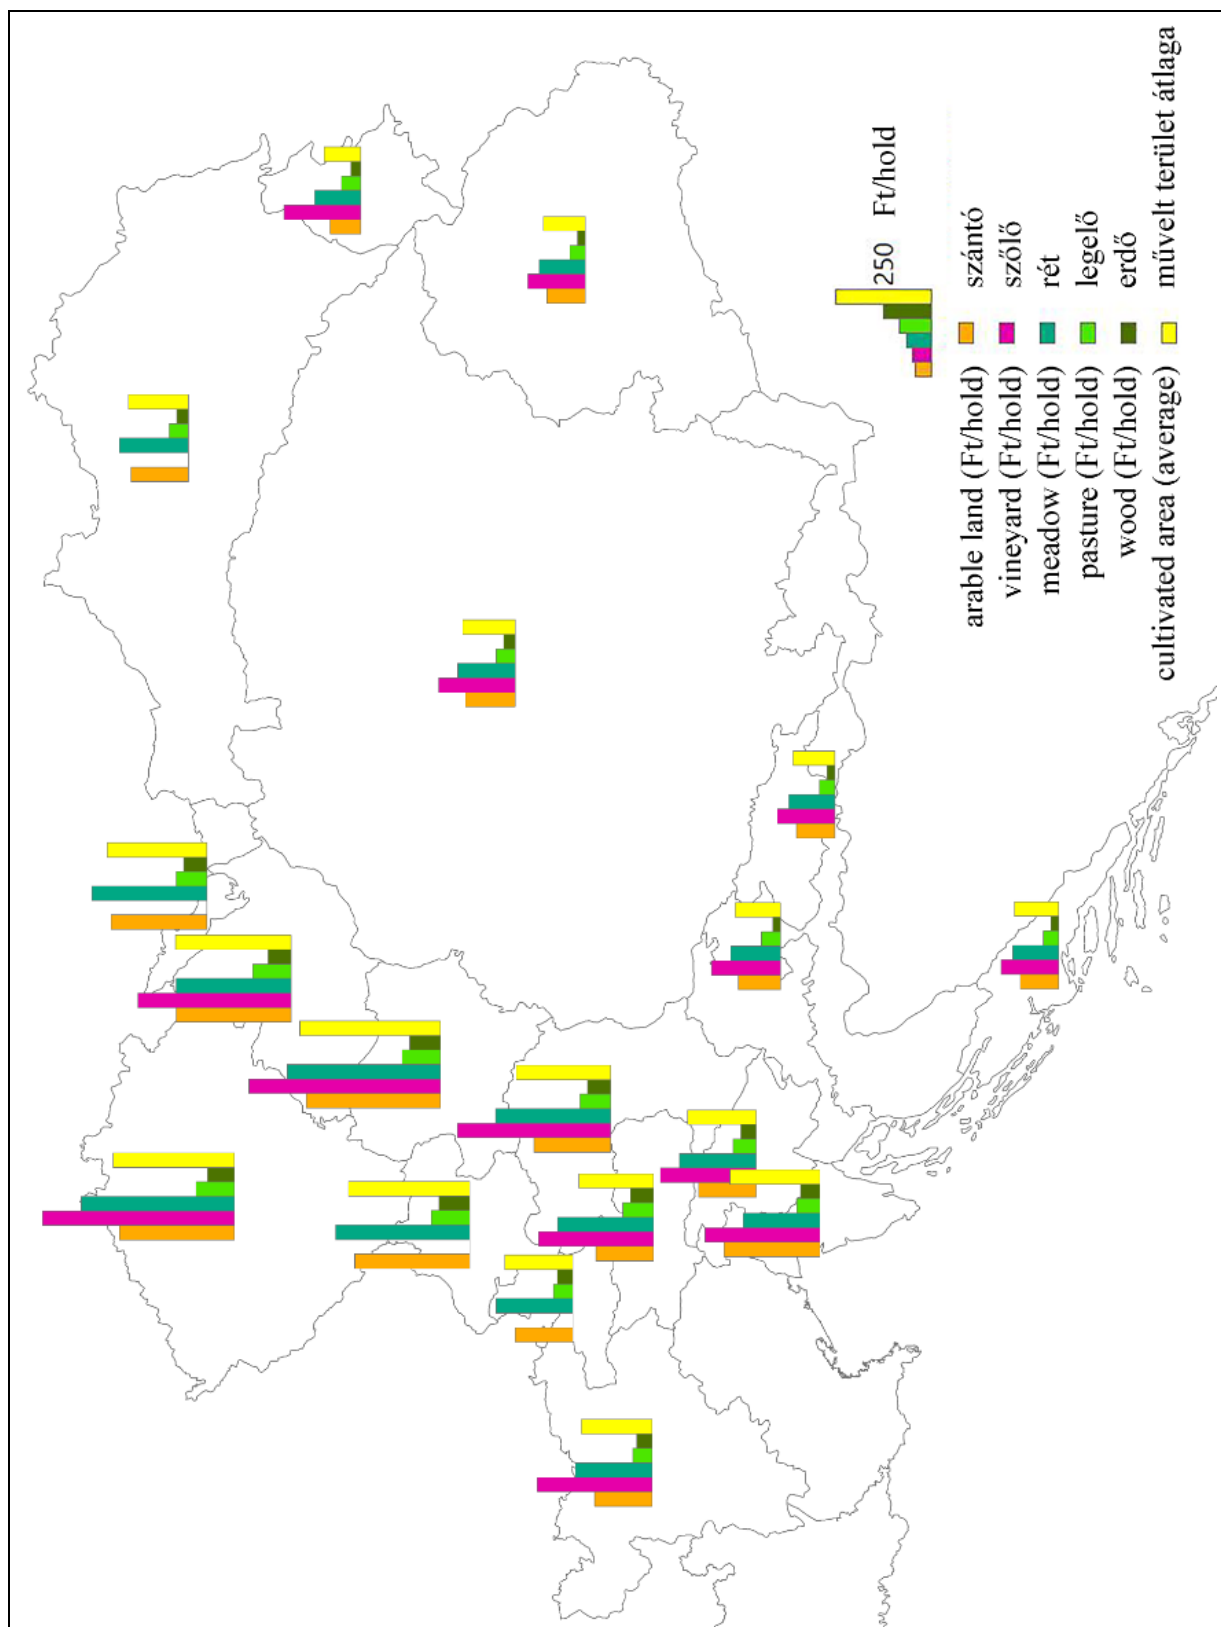 250 Ft/hold
arable land (Ft/hold) szántó
vineyard (Ft/hold) szőlő
meadow (Ft/hold) rét
pasture (Ft/hold) legelő
wood (Ft/hold) erdő
cultivated area (average) művelt terület átlaga